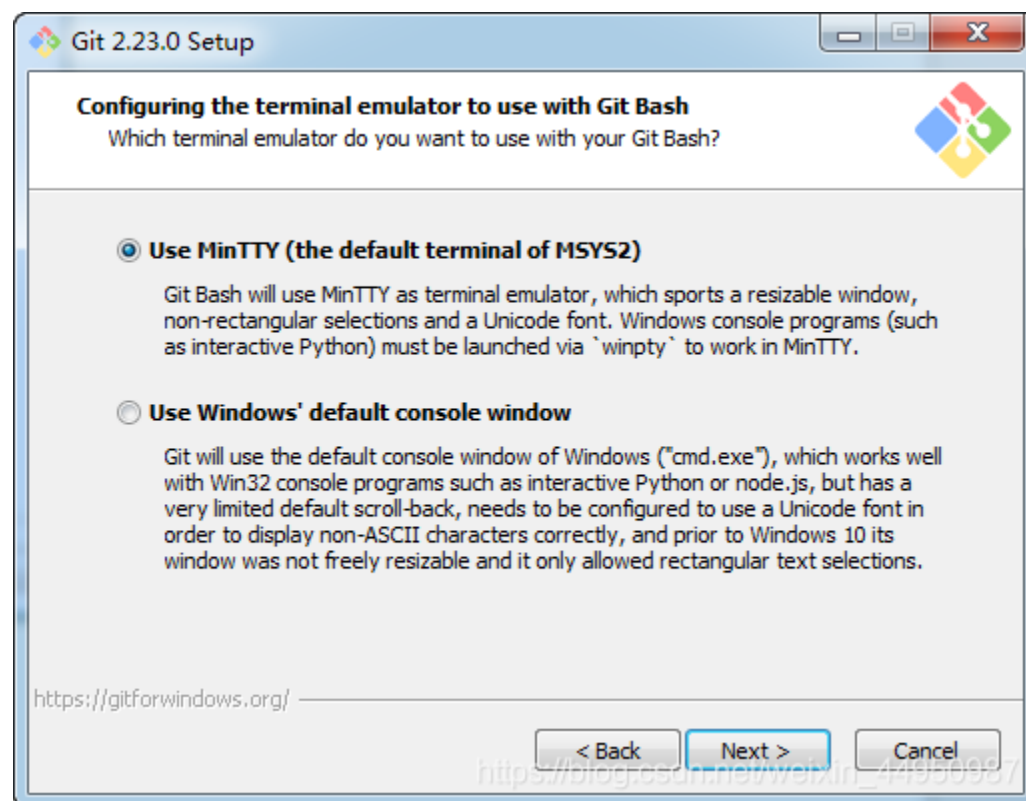 Git 2.23.0 Setup
Configuring the terminal emulator to use with Git Bash
Which terminal emulator do you want to use with your Git Bash?
Use MinTTY (the default terminal of MSYS2)
Git Bash will use MinTTY as terminal emulator, which sports a resizable window,
non-rectangular selections and a Unicode font. Windows console programs (such
as interactive Python) must be launched via `winpty` to work in MinTTY.
Use Windows' default console window
Git will use the default console window of Windows ("cmd.exe"), which works well
with Win32 console programs such as interactive Python or node.js, but has a
very limited default scroll-back, needs to be configured to use a Unicode font in
order to display non-ASCII characters correctly, and prior to Windows 10 its
window was not freely resizable and it only allowed rectangular text selections.
https://gitforwindows.org/
< Back Next > Cancel
https://blog.csdn.net/weixin_44950987